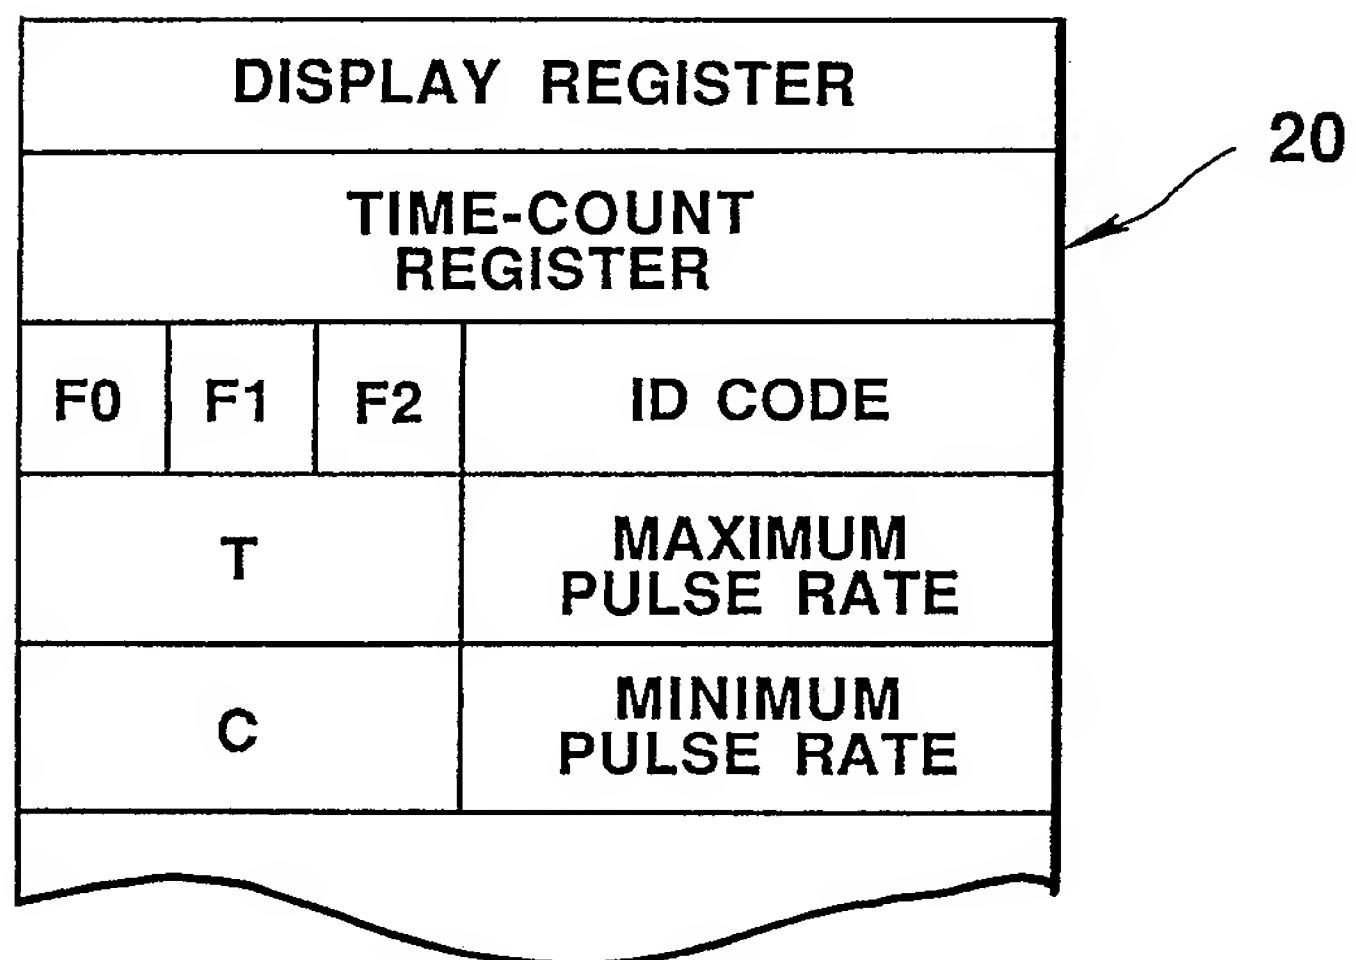 DISPLAY REGISTER
20
TIME-COUNT
REGISTER
F0 F1 F2 ID CODE
T
MAXIMUM
PULSE RATE
C
MINIMUM
PULSE RATE